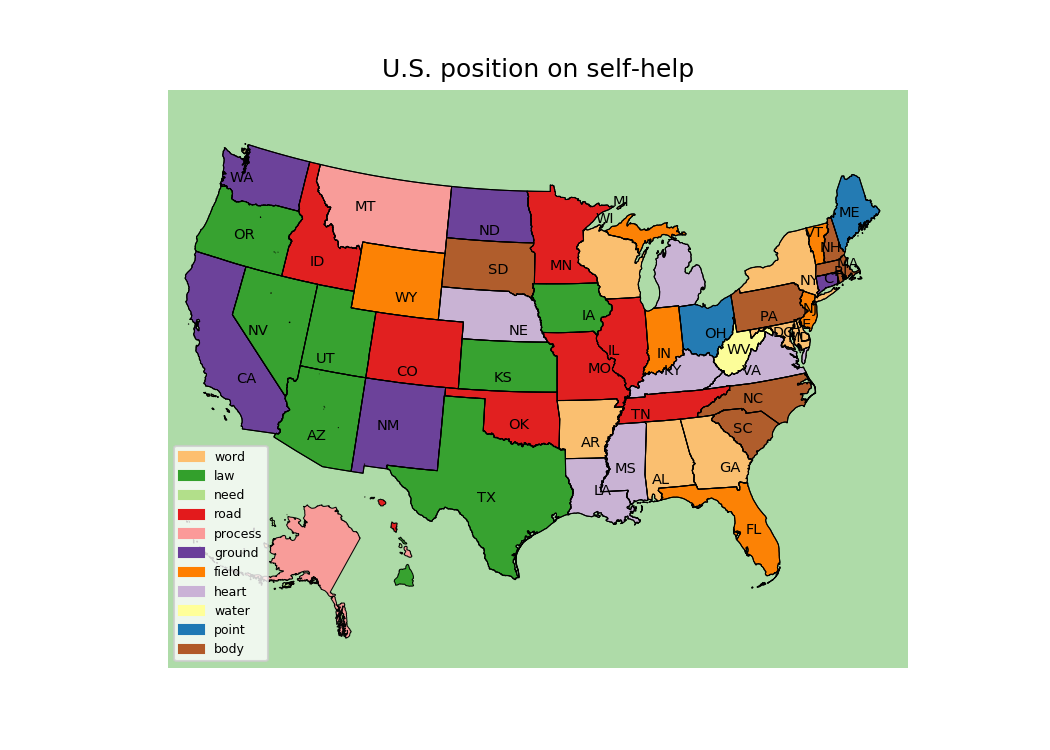 U.S. position on self-help
WA
MT
ND
MN
MI
WI
ME
VT
NH
MA
OR
ID
SD
WY
NY
CT
NV
UT
CO
NE
IA
IL
IN
OH
PA
NJ
DE
MD
DC
WV
VA
CA
KS
MO
KY
AZ
NM
OK
TN
NC
AR
SC
TX
LA
MS
AL
GA
FL
word
law
need
road
process
ground
field
heart
water
point
body